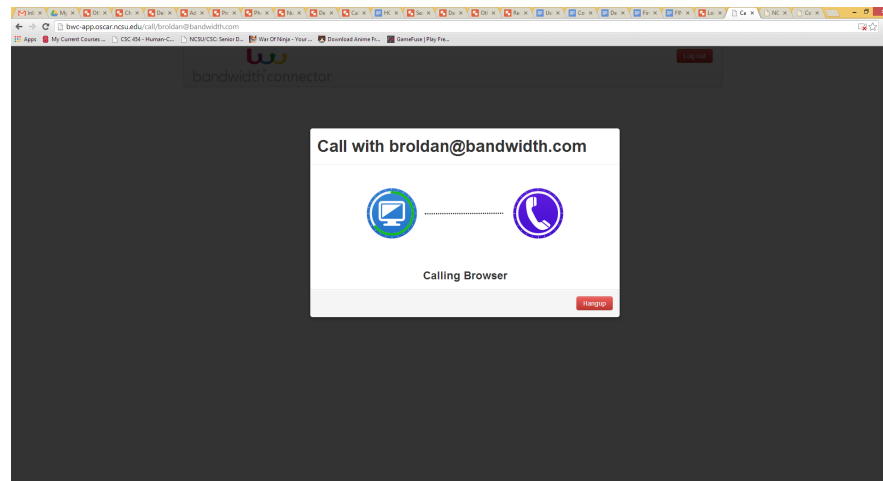 bwc-app.oscar.ncsu.edu/call/broldan@bandwidth.com
Apps My Current Courses ... CSC 454 - Human-C... NCSU/CSC: Senior D... War Of Ninja - Your ... Download Anime Fr... GameFuse | Play Fre...
Log out
bandwidth connector
Call with broldan@bandwidth.com
Calling Browser
Hangup